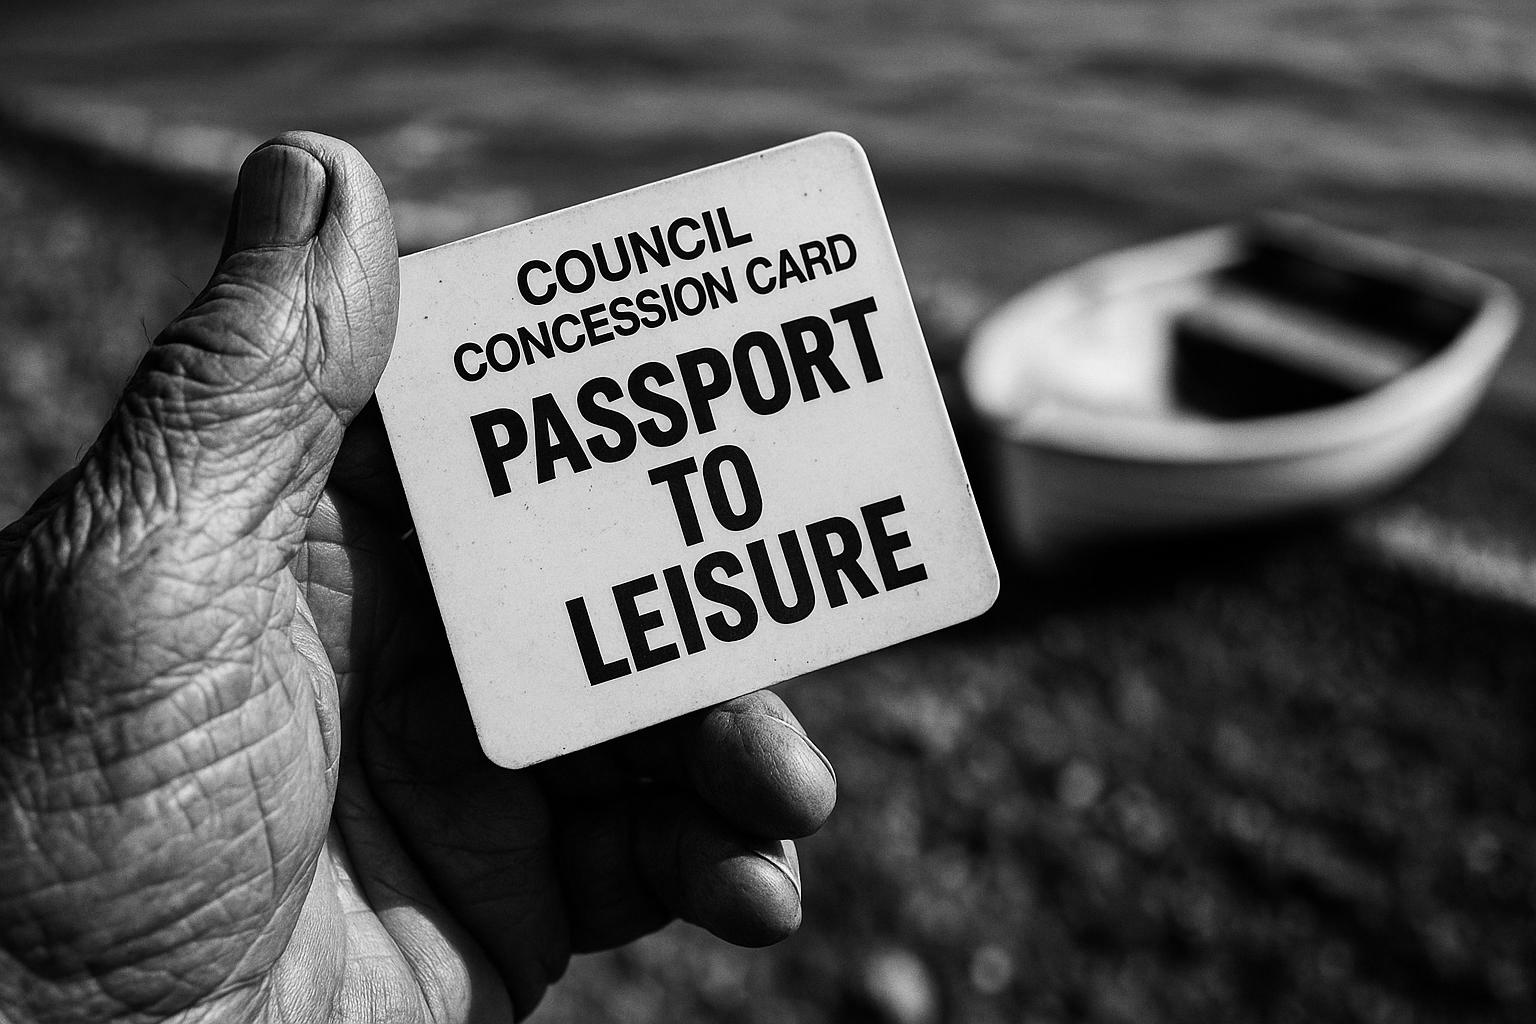 COUNCIL
CONCESSION CARD
PASSPORT
TO
LEISURE